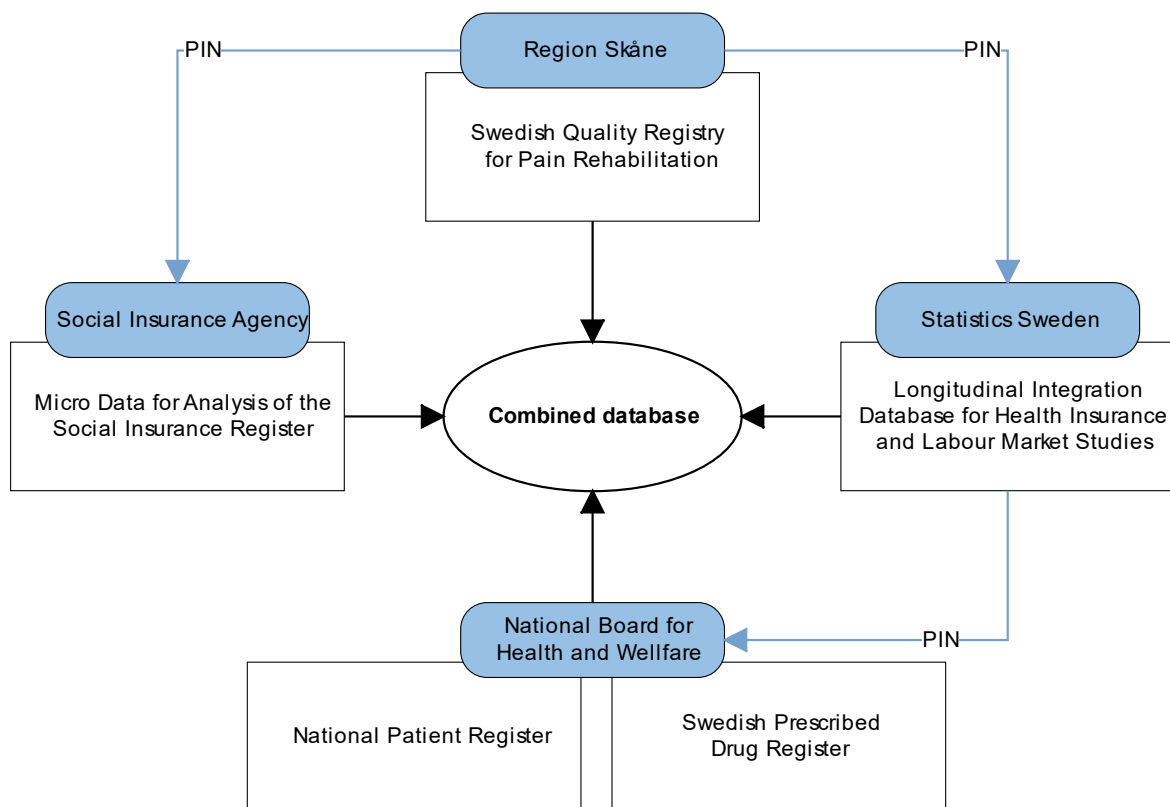 PIN
Region Skåne
PIN
Swedish Quality Registry
for Pain Rehabilitation
Social Insurance Agency
Statistics Sweden
Micro Data for Analysis of the
Social Insurance Register
Combined database
Longitudinal Integration
Database for Health Insurance
and Labour Market Studies
National Board for
Health and Wellfare
PIN
National Patient Register
Swedish Prescribed
Drug Register